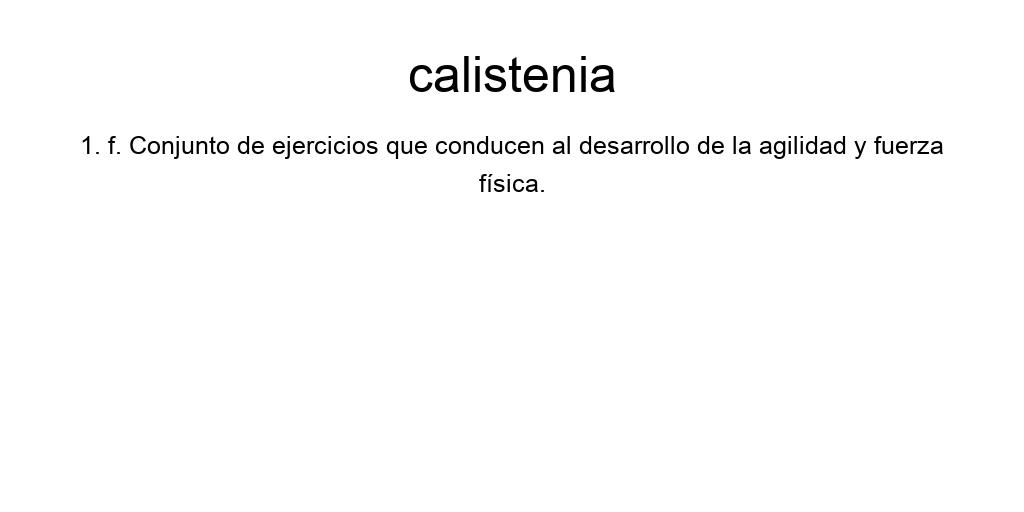 calistenia
1. f. Conjunto de ejercicios que conducen al desarrollo de la agilidad y fuerza
física.